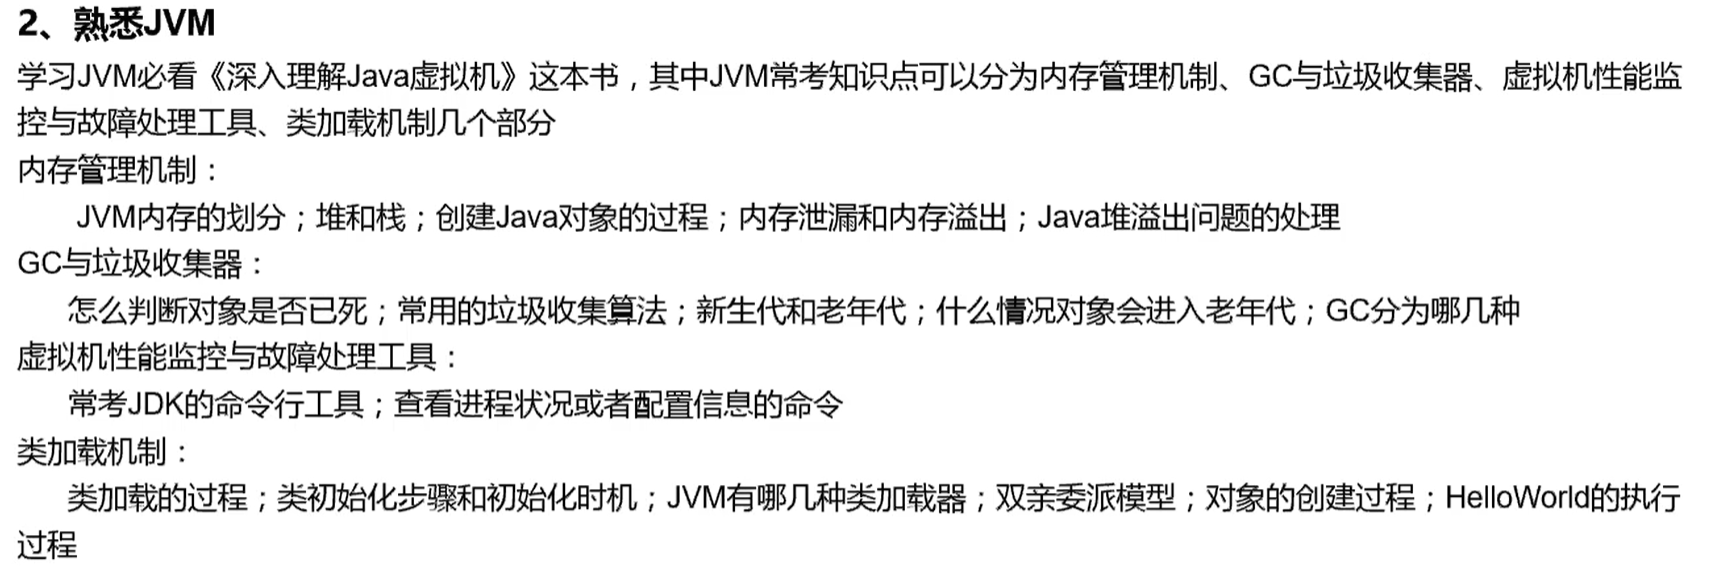 2、熟悉JVM
学习JVM必看《深入理解Java虚拟机》这本书，其中JVM常考知识点可以分为内存管理机制、GC与垃圾收集器、虚拟机性能监
控与故障处理工具、类加载机制几个部分
内存管理机制：
JVM内存的划分；堆和栈；创建Java对象的过程；内存泄漏和内存溢出；Java堆溢出问题的处理
GC与垃圾收集器：
怎么判断对象是否已死；常用的垃圾收集算法；新生代和老年代；什么情况对象会进入老年代；GC分为哪几种
虚拟机性能监控与故障处理工具：
常考JDK的命令行工具；查看进程状况或者配置信息的命令
类加载机制：
类加载的过程；类初始化步骤和初始化时机；JVM有哪几种类加载器；双亲委派模型；对象的创建过程；HelloWorld的执行
过程